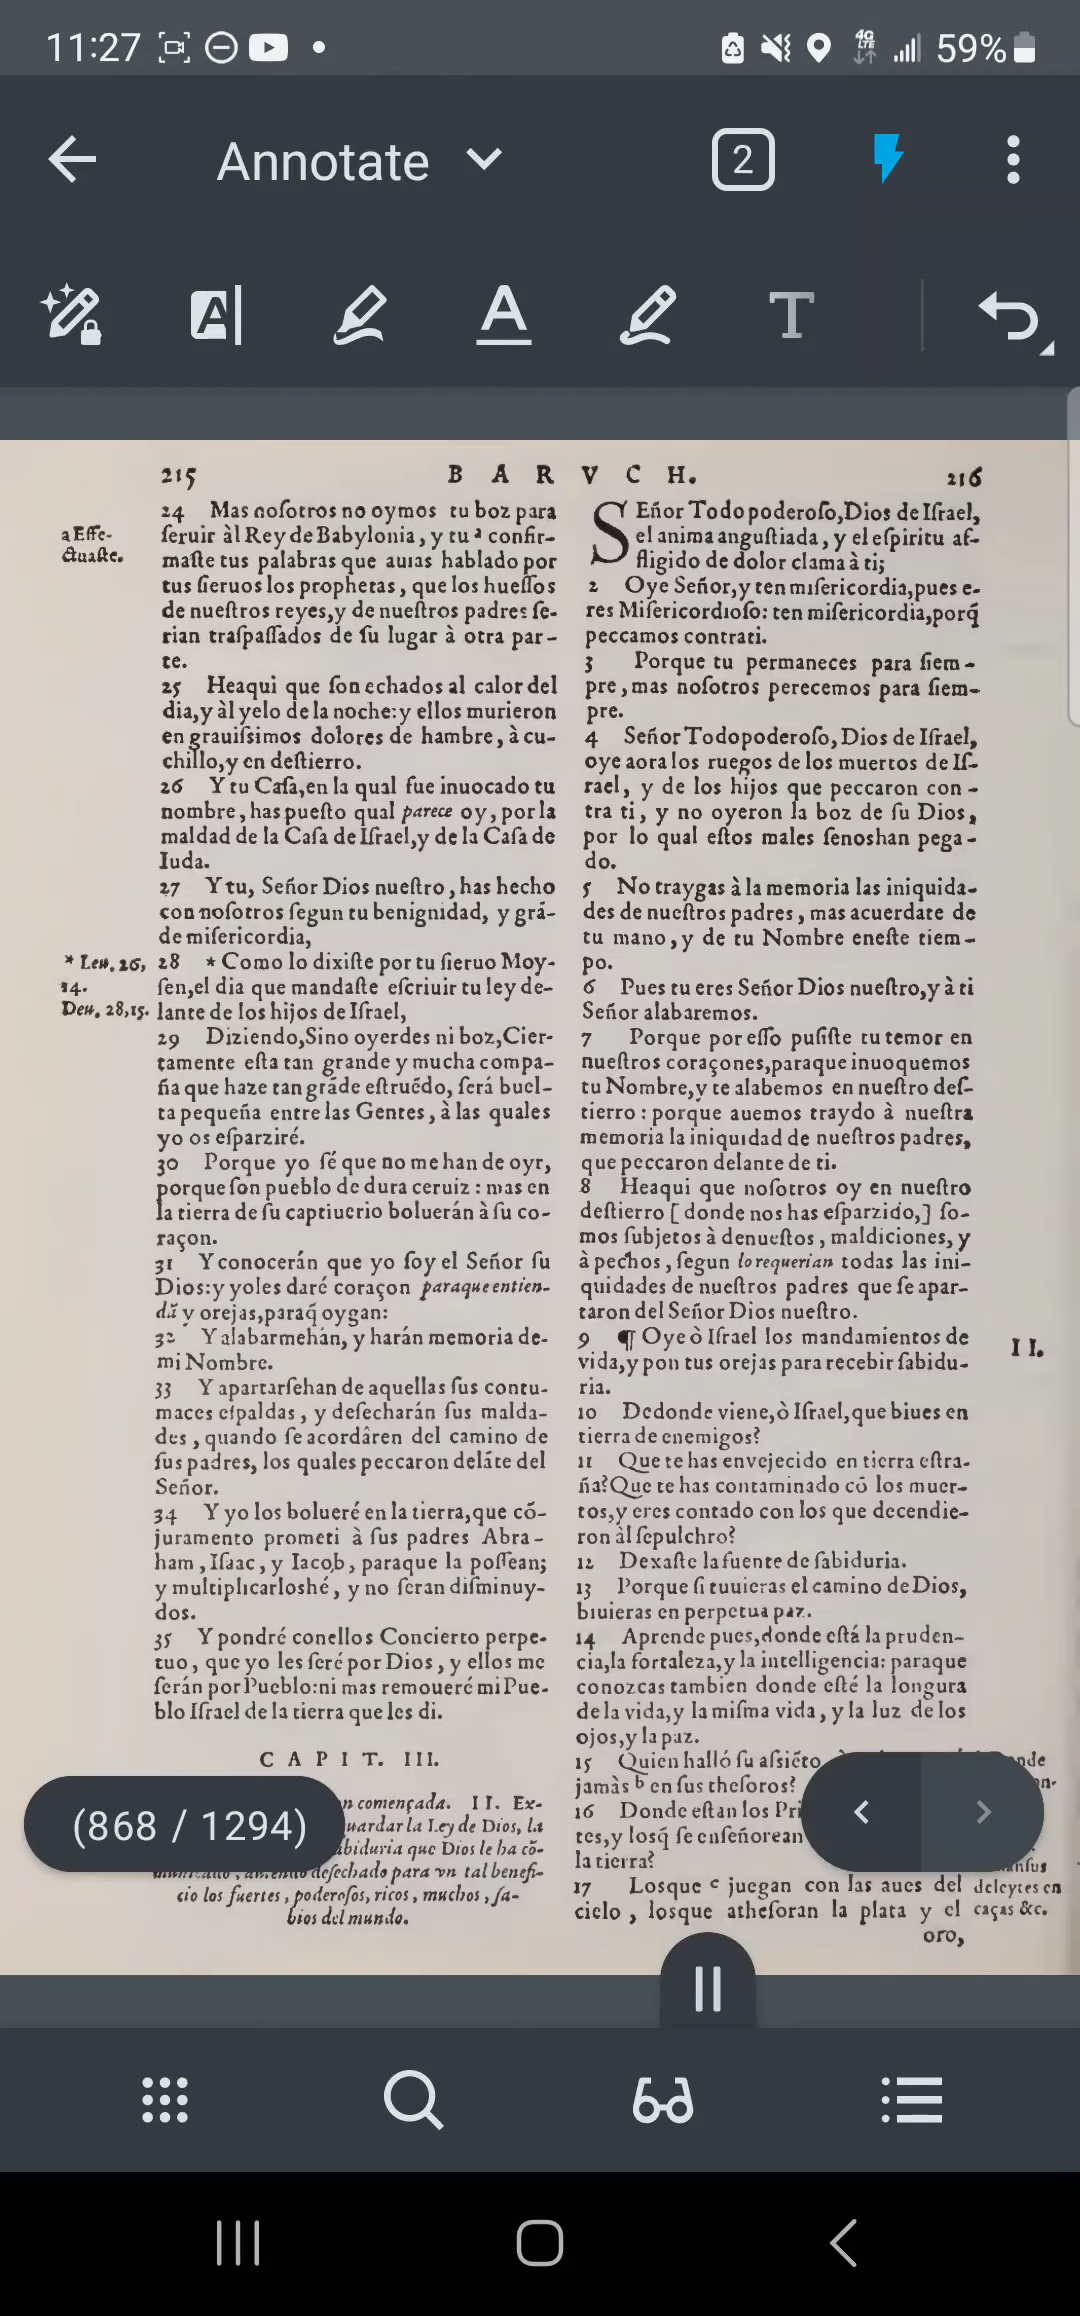 11:27
4G LTE
59%
Annotate
2
A
A
T
215
BARVCH.
216
a Effe-
ctuaste.
24 Mas nosotros no oymos tu boz para
seruir àl Rey de Babylonia, y tu ª confir-
maste tus palabras que auias hablado por
tus sieruos los prophetas, que los huessos
de nuestros reyes, y de nuestros padres se-
rian traspassados de su lugar à otra par-
te.
25 Heaqui que son echados al calor del
dia, y àl yelo de la noche: y ellos murieron
en grauissimos dolores de hambre, à cu-
chillo, y en destierro.
26 Y tu Casa, en la qual fue inuocado tu
nombre, has puesto qual parece oy, por la
maldad de la Casa de Israel, y de la Casa de
Iuda.
27 Y tu, Señor Dios nuestro, has hecho
con nosotros segun tu benignidad, y grã-
de misericordia,
* Leu. 26,
14.
Deu. 28,15.
28 * Como lo dixiste por tu sieruo Moy-
sen, el dia que mandaste escriuir tu ley de-
lante de los hijos de Israel,
29 Diziendo, Sino oyerdes mi boz, Cier-
tamente esta tan grande y mucha compa-
ñia que haze tan grãde estruẽdo, será buel-
ta pequeña entre las Gentes, à las quales
yo os esparziré.
30 Porque yo sé que no me han de oyr,
porque son pueblo de dura ceruiz: mas en
la tierra de su captiuerio boluerán à su co-
raçon.
31 Y conocerán que yo soy el Señor su
Dios: y yoles daré coraçon paraque entien-
dã y orejas, paraq̃ oygan:
32 Y alabarmehán, y harán memoria de-
mi Nombre.
33 Y apartarsehan de aquellas sus contu-
maces espaldas, y desecharán sus malda-
des, quando se acordâren del camino de
sus padres, los quales peccaron delãte del
Señor.
34 Y yo los bolueré en la tierra, que cõ
juramento prometi à sus padres Abra-
ham, Isaac, y Iacob, paraque la possean;
y multiplicarloshé, y no seran disminuy-
dos.
35 Y pondré conellos Concierto perpe-
tuo, que yo les seré por Dios, y ellos me
serán por Pueblo: ni mas remoueré mi Pue-
blo Israel de la tierra que les di.
CAPIT. III.
començada. II. Ex-
la Ley de Dios, la
que Dios le ha cõ-
desechado para vn tal benefi-
cio los fuertes, poderosos, ricos, muchos, sa-
bios del mundo.
SEñor Todopoderoso, Dios de Israel,
el anima angustiada, y el espiritu af-
fligido de dolor clama à ti;
2 Oye Señor, y ten misericordia, pues e-
res Misericordioso: ten misericordia, porq̃
peccamos contrati.
3 Porque tu permaneces para siem-
pre, mas nosotros perecemos para siem-
pre.
4 Señor Todopoderoso, Dios de Israel,
oye aora los ruegos de los muertos de Is-
rael, y de los hijos que peccaron con-
tra ti, y no oyeron la boz de su Dios,
por lo qual estos males senoshan pega-
do.
5 No traygas à la memoria las iniquida-
des de nuestros padres, mas acuerdate de
tu mano, y de tu Nombre eneste tiem-
po.
6 Pues tu eres Señor Dios nuestro, y à ti
Señor alabaremos.
7 Porque por esso pusiste tu temor en
nuestros coraçones, paraque inuoquemos
tu Nombre, y te alabemos en nuestro des-
tierro: porque auemos traydo à nuestra
memoria la iniquidad de nuestros padres,
que peccaron delante de ti.
8 Heaqui que nosotros oy en nuestro
destierro [donde nos has esparzido,] so-
mos subjetos à denuestos, maldiciones, y
à pechos, segun lo requerian todas las ini-
quidades de nuestros padres que se apar-
taron del Señor Dios nuestro.
II.
9 ¶ Oye ò Israel los mandamientos de
vida, y pon tus orejas para recebir sabidu-
ria.
10 Dedonde viene, ò Israel, que biues en
tierra de enemigos?
11 Que te has envejecido en tierra estra-
ña? Que te has contaminado cõ los muer-
tos, y eres contado con los que decendie-
ron àl sepulchro?
12 Dexaste la fuente de sabiduria.
13 Porque si tuuieras el camino de Dios,
biuieras en perpetua paz.
14 Aprende pues, donde está la pruden-
cia, la fortaleza, y la intelligencia: paraque
conozcas tambien donde esté la longura
de la vida, y la misma vida, y la luz de los
ojos, y la paz.
15 Quien halló su assiẽto
jamàs b en sus thesoros?
16 Donde estan los
tes, y losq̃ se enseñorean
la tierra?
17 Losque c juegan con las aues del
cielo, losque athesoran la plata y el
oro,
deleytes en
caças &c.
(868 / 1294)